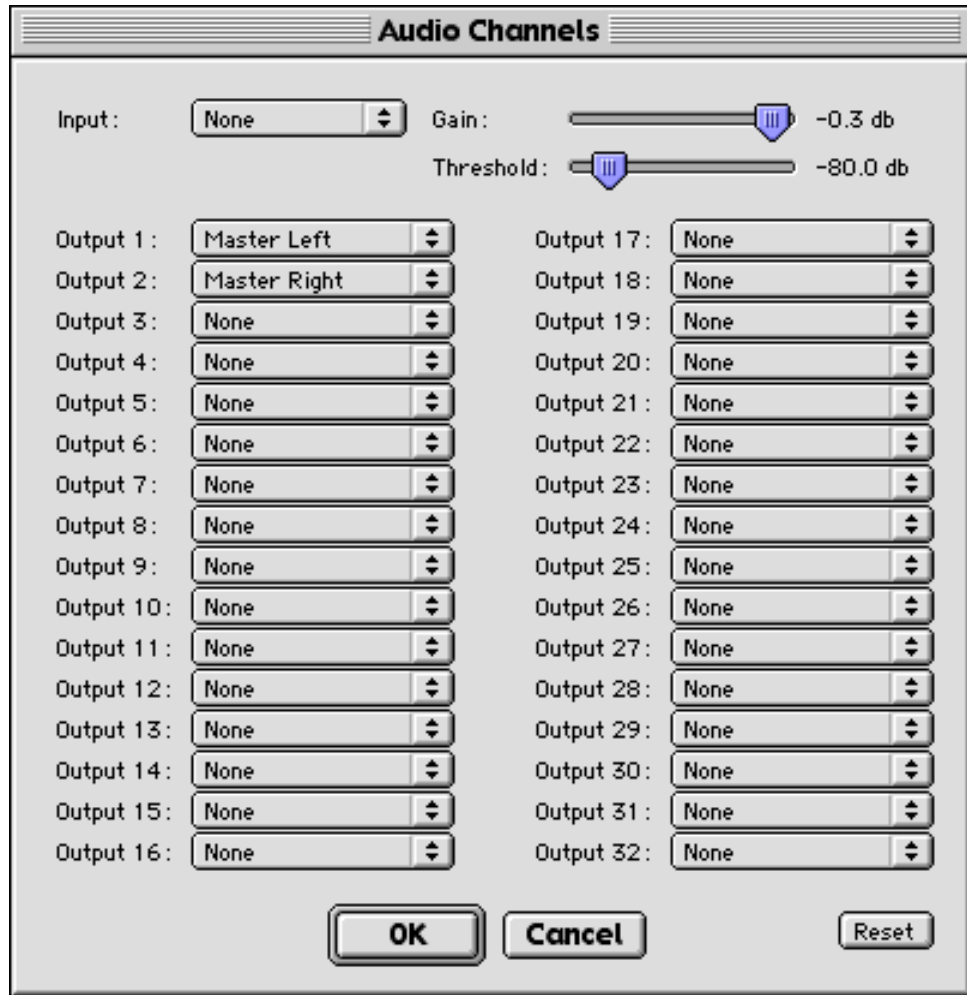 Audio Channels
Input: None Gain: -0.3 db
Threshold: -80.0 db
Output 1: Master Left Output 17: None
Output 2: Master Right Output 18: None
Output 3: None Output 19: None
Output 4: None Output 20: None
Output 5: None Output 21: None
Output 6: None Output 22: None
Output 7: None Output 23: None
Output 8: None Output 24: None
Output 9: None Output 25: None
Output 10: None Output 26: None
Output 11: None Output 27: None
Output 12: None Output 28: None
Output 13: None Output 29: None
Output 14: None Output 30: None
Output 15: None Output 31: None
Output 16: None Output 32: None
OK Cancel Reset